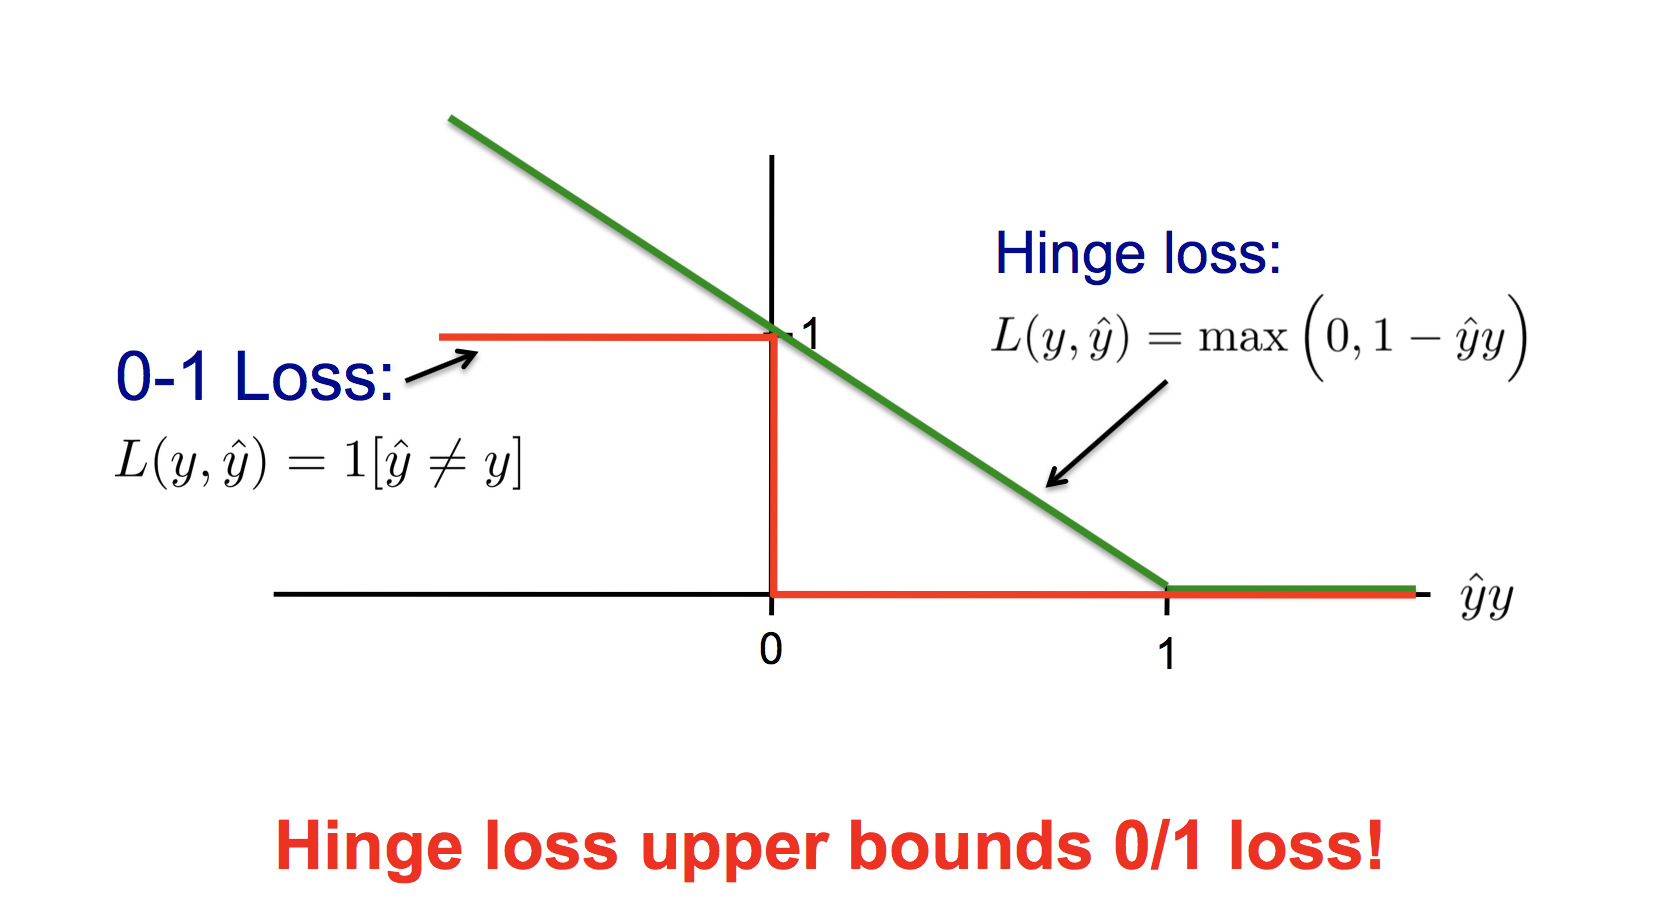 Hinge loss:
L(y, ŷ) = max(0, 1 − ŷy)
1
0-1 Loss:
L(y, ŷ) = 1[ŷ ≠ y]
ŷy
0
1
Hinge loss upper bounds 0/1 loss!